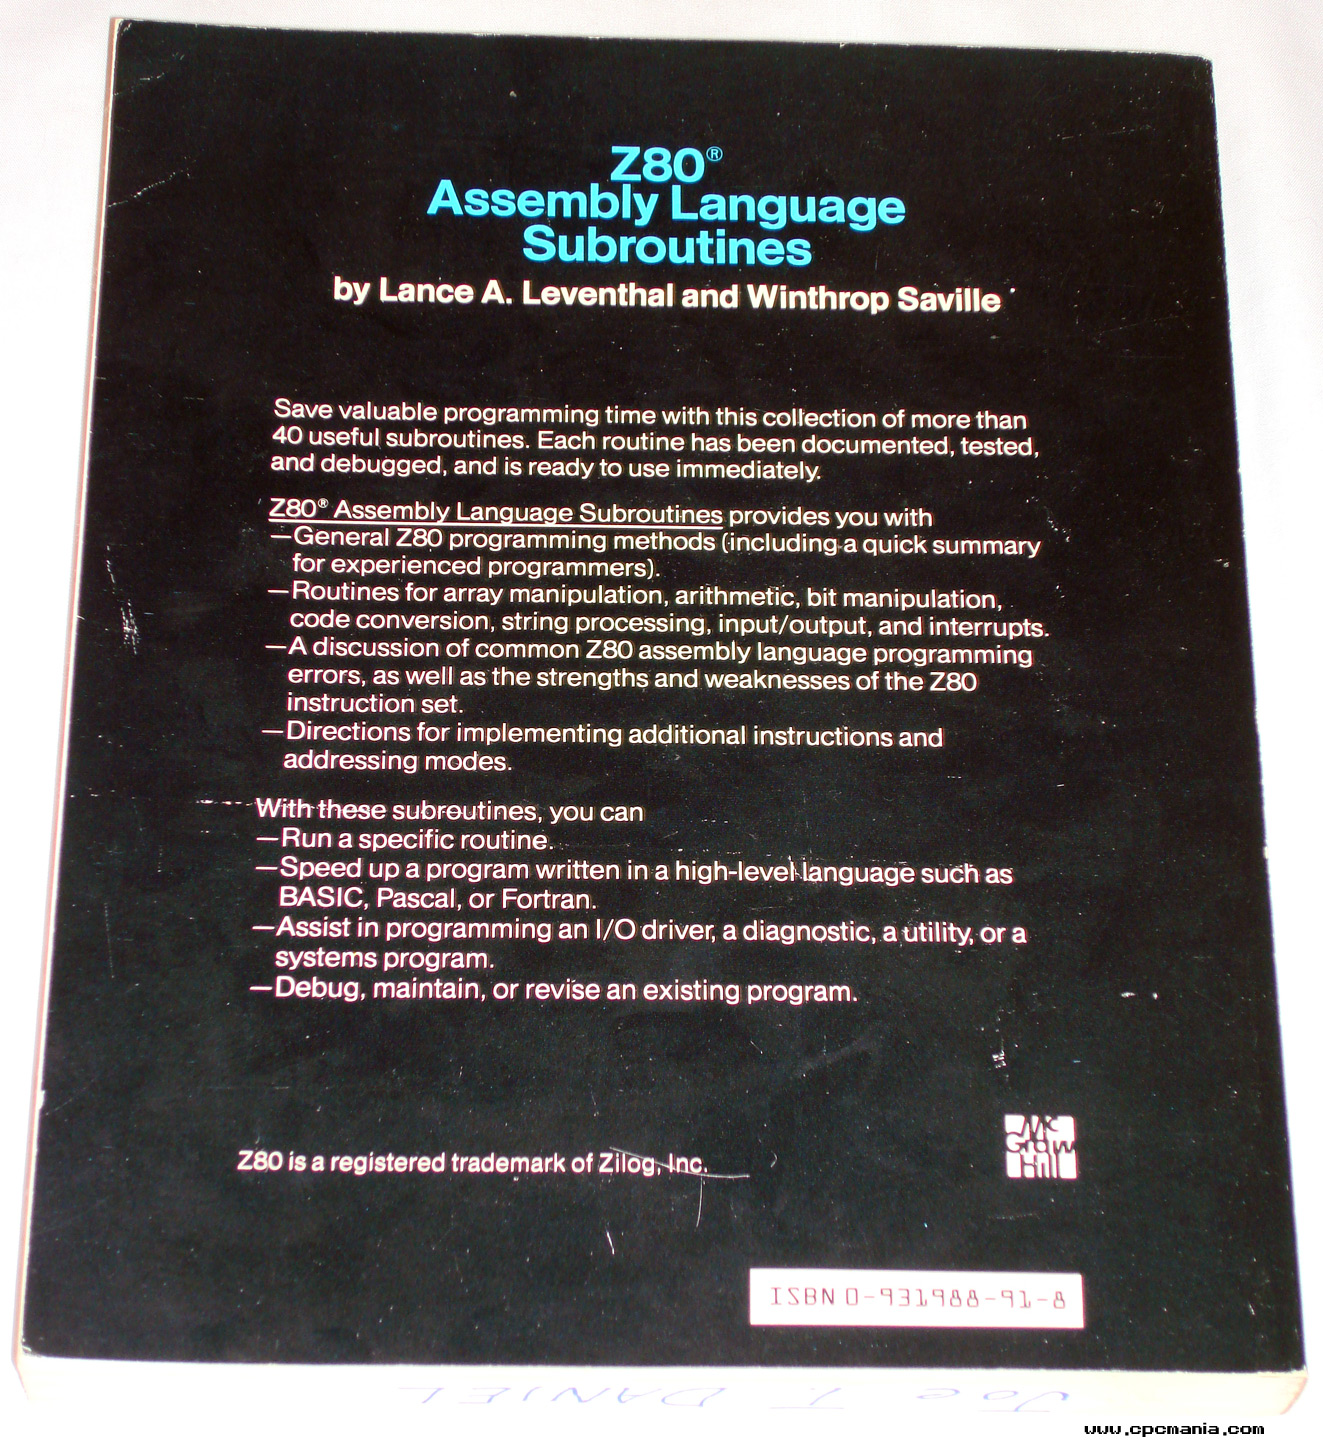 Z80®
Assembly Language
Subroutines
by Lance A. Leventhal and Winthrop Saville
Save valuable programming time with this collection of more than
40 useful subroutines. Each routine has been documented, tested,
and debugged, and is ready to use immediately.
Z80® Assembly Language Subroutines provides you with
—General Z80 programming methods (including a quick summary
for experienced programmers).
—Routines for array manipulation, arithmetic, bit manipulation,
code conversion, string processing, input/output, and interrupts.
—A discussion of common Z80 assembly language programming
errors, as well as the strengths and weaknesses of the Z80
instruction set.
—Directions for implementing additional instructions and
addressing modes.
With these subroutines, you can
—Run a specific routine.
—Speed up a program written in a high-level language such as
BASIC, Pascal, or Fortran.
—Assist in programming an I/O driver, a diagnostic, a utility, or a
systems program.
—Debug, maintain, or revise an existing program.
Mc
Graw
Hill
Z80 is a registered trademark of Zilog, Inc.
ISBN 0-931988-91-8
JOE T. DANIEL
www.cpcmania.com